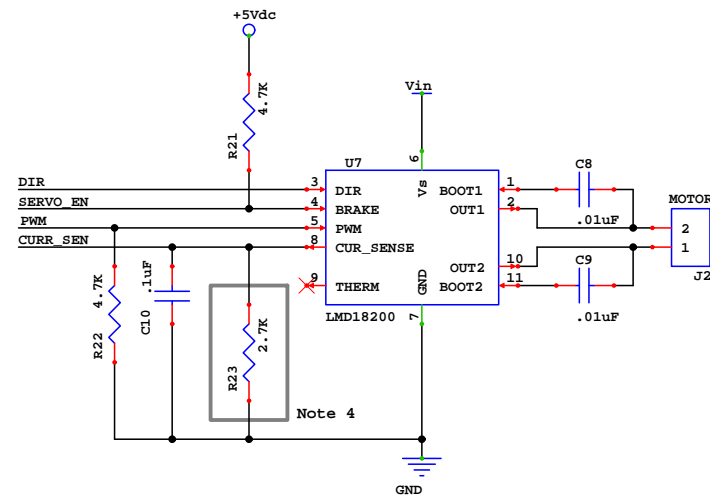 +5Vdc
4.7K
R21
Vin
6
U7
Vs
DIR
3
DIR
SERVO_EN
4
BRAKE
PWM
5
PWM
CURR_SEN
8
CUR_SENSE
9
THERM
BOOT1
1
OUT1
2
OUT2
10
BOOT2
11
GND
7
LMD18200
C8
.01uF
C9
.01uF
MOTOR
2
1
J2
4.7K
R22
.1uF
C10
2.7K
R23
Note 4
GND